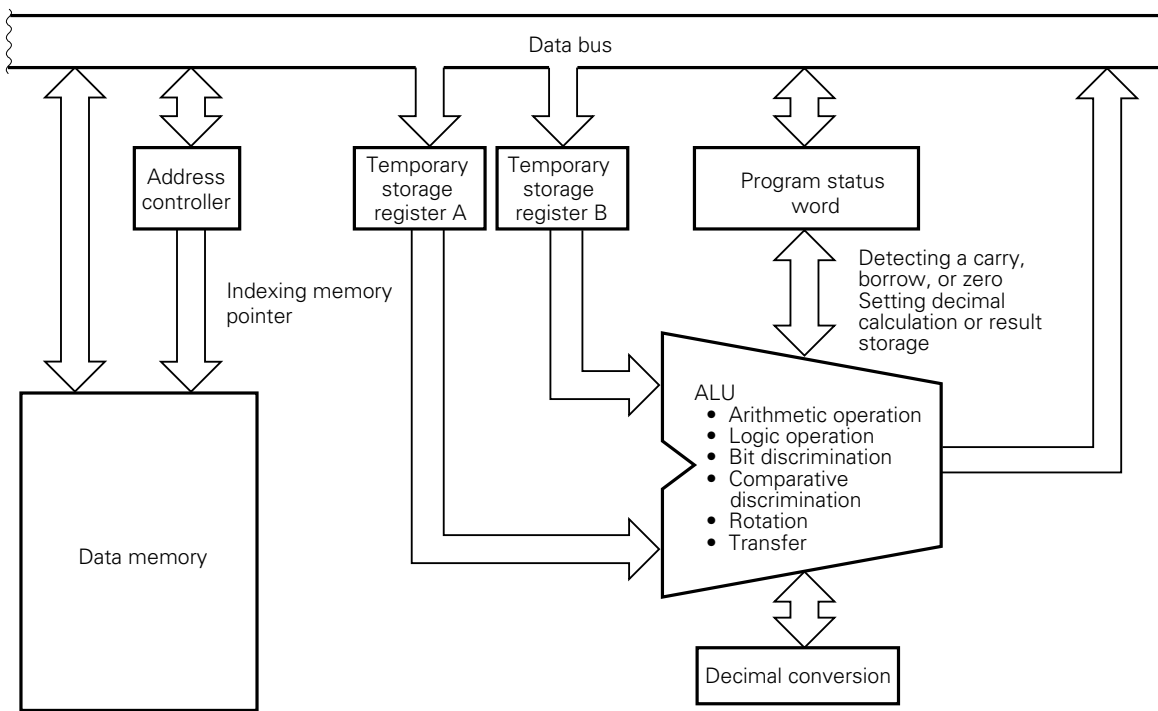 Data bus
Address
controller
Temporary
storage
register A
Temporary
storage
register B
Program status
word
Indexing memory
pointer
Detecting a carry,
borrow, or zero
Setting decimal
calculation or result
storage
ALU
• Arithmetic operation
• Logic operation
• Bit discrimination
• Comparative
discrimination
• Rotation
• Transfer
Data memory
Decimal conversion